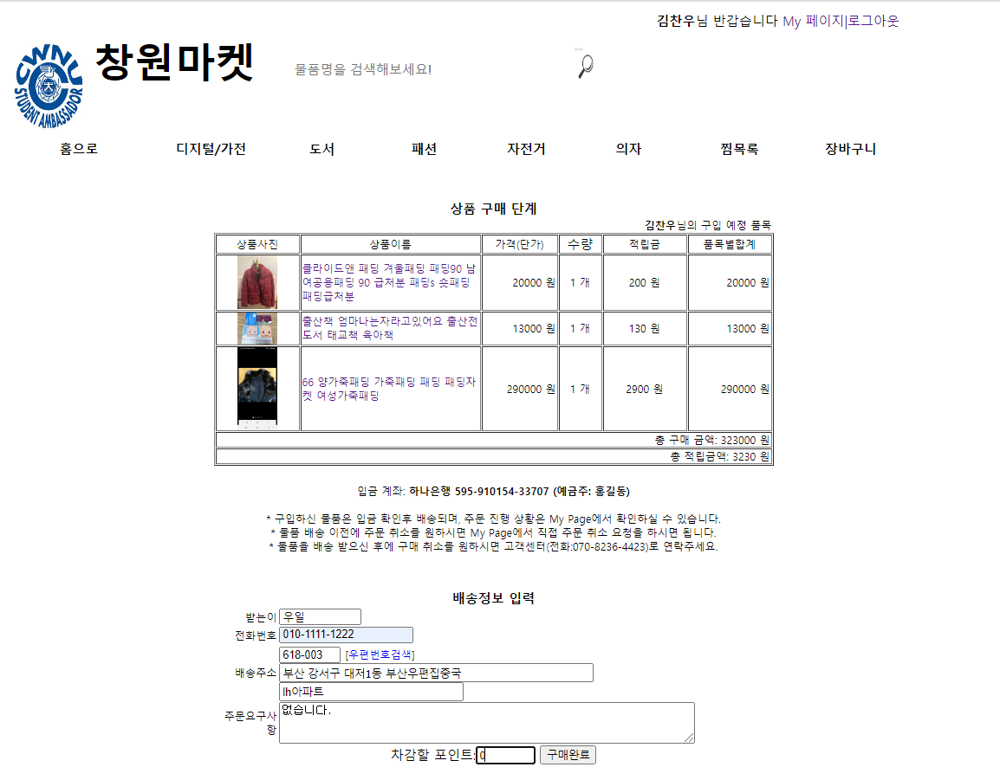 김찬우님 반갑습니다 My 페이지|로그아웃
CWNU
STUDENT AMBASSADOR
창원마켓
물품명을 검색해보세요!
홈으로 디지털/가전 도서 패션 자전거 의자 찜목록 장바구니
상품 구매 단계
김찬우님의 구입 예정 품목
상품사진 상품이름 가격(단가) 수량 적립금 품목별합계
클라이드앤 패딩 겨울패딩 패딩90 남
여공용패딩 90 급처분 패딩s 숏패딩
패딩급처분
20000 원 1 개 200 원 20000 원
출산책 엄마나는자라고있어요 출산전
도서 태교책 육아책
13000 원 1 개 130 원 13000 원
66 양가죽패딩 가죽패딩 패딩 패딩자
켓 여성가죽패딩
290000 원 1 개 2900 원 290000 원
총 구매 금액: 323000 원
총 적립금액: 3230 원
입금 계좌: 하나은행 595-910154-33707 (예금주: 홍길동)
* 구입하신 물품은 입금 확인후 배송되며, 주문 진행 상황은 My Page에서 확인하실 수 있습니다.
* 물품 배송 이전에 주문 취소를 원하시면 My Page에서 직접 주문 취소 요청을 하시면 됩니다.
* 물품을 배송 받으신 후에 구매 취소를 원하시면 고객센터(전화:070-8236-4423)로 연락주세요.
배송정보 입력
받는이 우일
전화번호 010-1111-1222
618-003 [우편번호검색]
배송주소 부산 강서구 대저1동 부산우편집중국
lh아파트
주문요구사
항
없습니다.
차감할 포인트: 0 구매완료